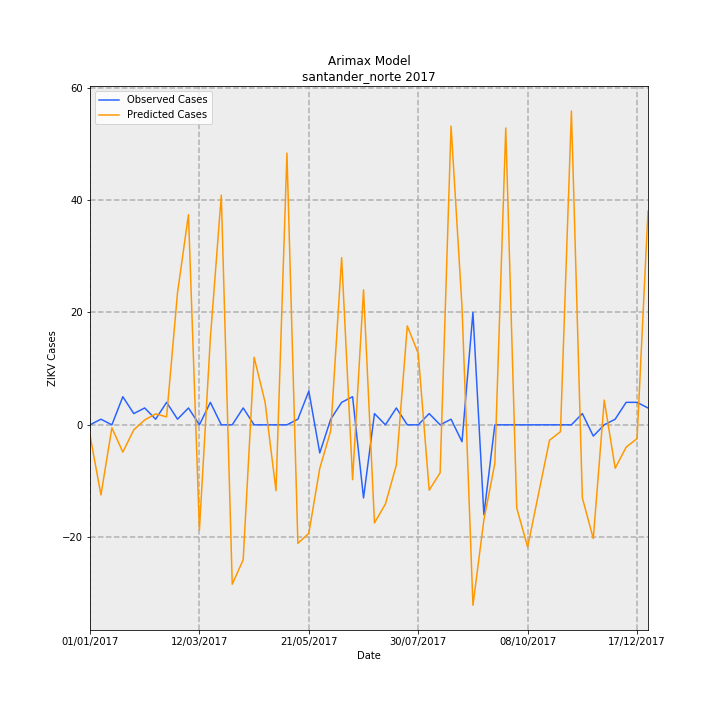 Arimax Model
santander_norte 2017
Observed Cases
Predicted Cases
60
40
20
0
−20
ZIKV Cases
01/01/2017
12/03/2017
21/05/2017
30/07/2017
08/10/2017
17/12/2017
Date